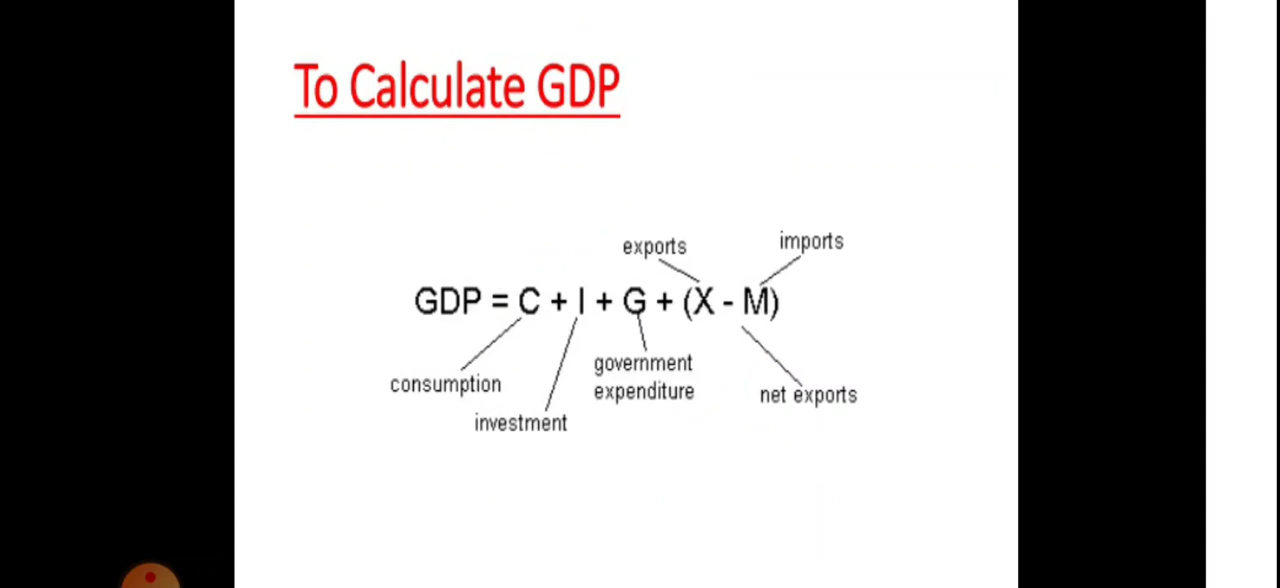 To Calculate GDP
exports
imports
GDP = C + I + G + (X - M)
consumption
investment
government
expenditure
net exports